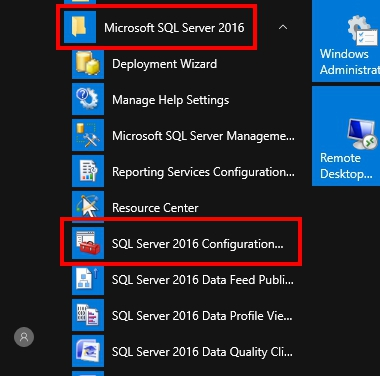 Microsoft SQL Server 2016
Deployment Wizard
Manage Help Settings
Microsoft SQL Server Manageme...
Reporting Services Configuration...
Resource Center
SQL Server 2016 Configuration...
SQL Server 2016 Data Feed Publi...
SQL Server 2016 Data Profile Vie...
SQL Server 2016 Data Quality Cli...
Windows
Administrat
Remote
Desktop...